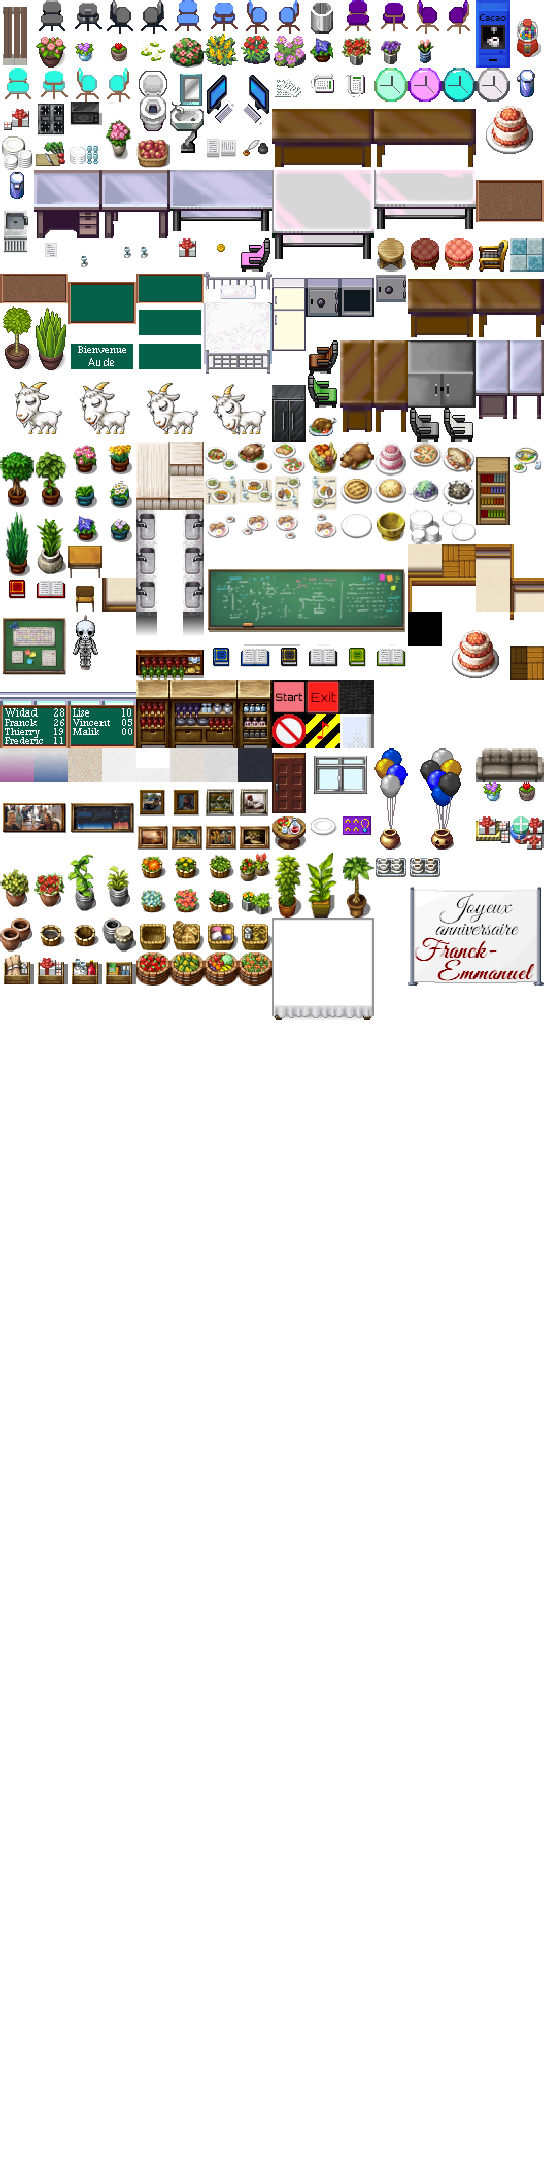 Cacao
Bienvenue
Au de
Start
Exit
Widad 28
Franck 26
Thierry 19
Frederic 11
Lise 10
Vincent 05
Malik 00
Joyeux
anniversaire
Franck-
Emmanuel